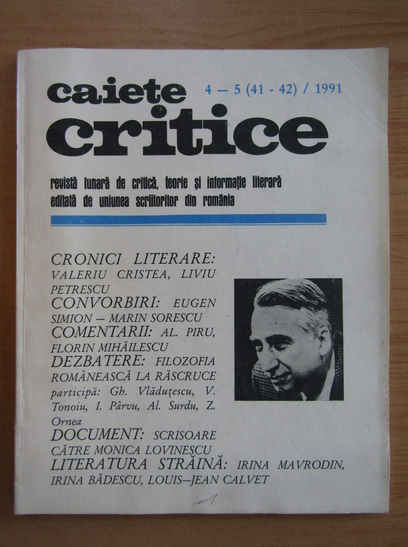 caiete 4 — 5 (41 - 42) / 1991
critice
revistă lunară de critică, teorie și informație literară
editată de uniunea scriitorilor din românia
CRONICI LITERARE:
VALERIU CRISTEA, LIVIU
PETRESCU
CONVORBIRI: EUGEN
SIMION — MARIN SORESCU
COMENTARII: AL. PIRU,
FLORIN MIHĂILESCU
DEZBATERE: FILOZOFIA
ROMÂNEASCĂ LA RĂSCRUCE
participă: Gh. Vlăduțescu, V.
Tonoiu, I. Pârvu, Al. Surdu, Z.
Ornea
DOCUMENT: SCRISOARE
CĂTRE MONICA LOVINESCU
LITERATURA STRĂINĂ: IRINA MAVRODIN,
IRINA BĂDESCU, LOUIS—JEAN CALVET